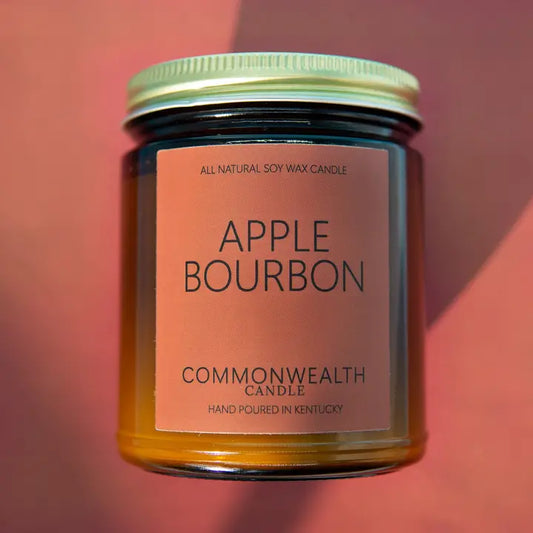 ALL NATURAL SOY WAX CANDLE
APPLE
BOURBON
COMMONWEALTH
CANDLE
HAND POURED IN KENTUCKY